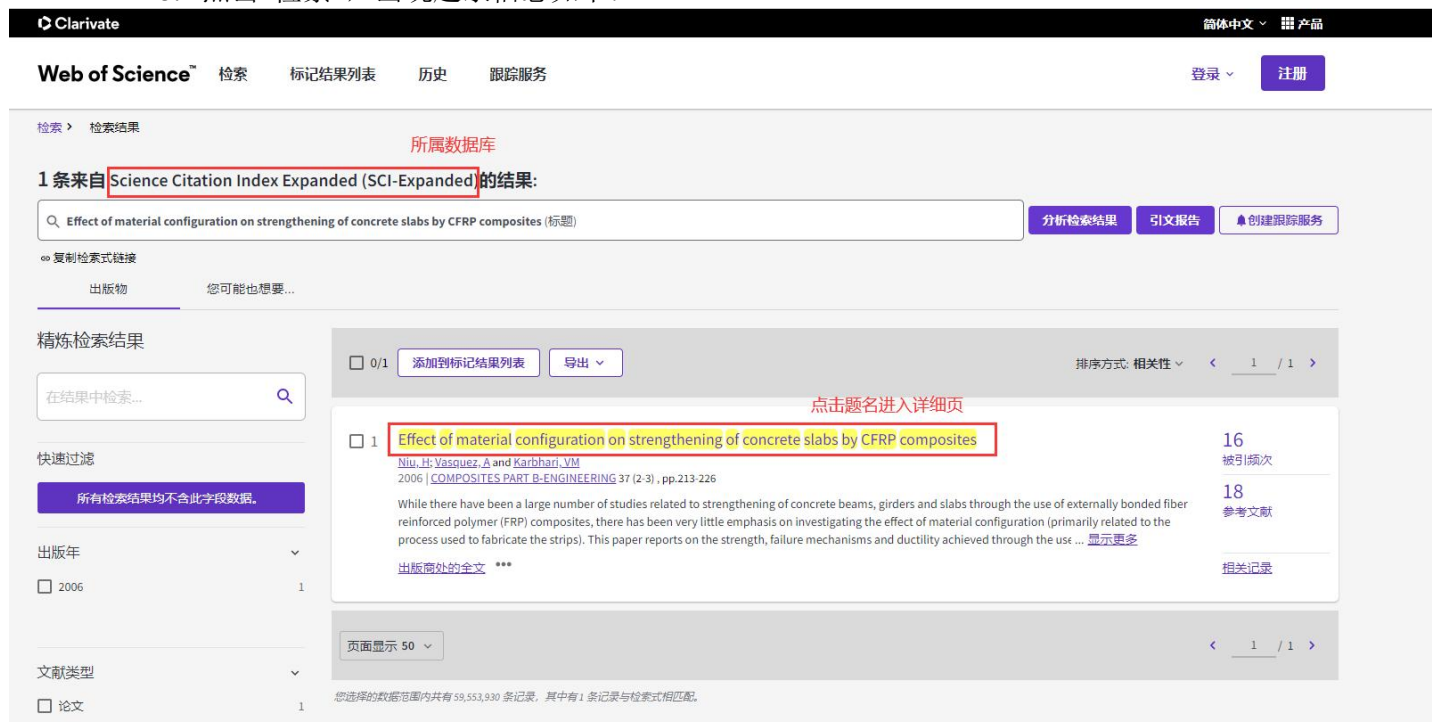 Clarivate 简体中文 产品
Web of Science™ 检索 标记结果列表 历史 跟踪服务 登录 注册
检索 > 检索结果
所属数据库
1 条来自 Science Citation Index Expanded (SCI-Expanded)的结果:
Effect of material configuration on strengthening of concrete slabs by CFRP composites (标题) 分析检索结果 引文报告 创建跟踪服务
复制检索式链接
出版物 您可能也想要...
精炼检索结果
0/1 添加到标记结果列表 导出 排序方式: 相关性 < 1 / 1 >
在结果中检索...
点击题名进入详细页
1 Effect of material configuration on strengthening of concrete slabs by CFRP composites 16
Niu, H; Vasquez, A and Karbhari, VM 被引频次
快速过滤
2006 | COMPOSITES PART B-ENGINEERING 37 (2-3) , pp.213-226
所有检索结果均不含此字段数据。
While there have been a large number of studies related to strengthening of concrete beams, girders and slabs through the use of externally bonded fiber 18
reinforced polymer (FRP) composites, there has been very little emphasis on investigating the effect of material configuration (primarily related to the 参考文献
process used to fabricate the strips). This paper reports on the strength, failure mechanisms and ductility achieved through the use ... 显示更多
出版年
出版商处的全文 ••• 相关记录
2006 1
页面显示 50 < 1 / 1 >
文献类型
您选择的数据范围内共有 59,553,930 条记录，其中有 1 条记录与检索式相匹配。
论文 1